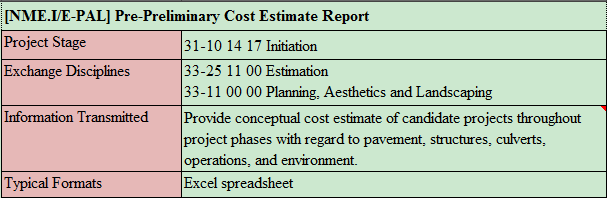 [NME.I/E-PAL] Pre-Preliminary Cost Estimate Report
Project Stage
31-10 14 17 Initiation
Exchange Disciplines
33-25 11 00 Estimation
33-11 00 00 Planning, Aesthetics and Landscaping
Information Transmitted
Provide conceptual cost estimate of candidate projects throughout
project phases with regard to pavement, structures, culverts,
operations, and environment.
Typical Formats
Excel spreadsheet